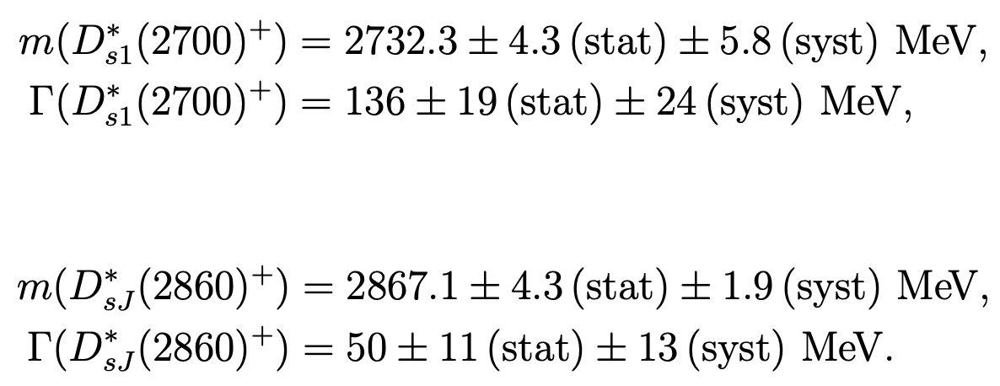 m(D*_{s1}(2700)^+) = 2732.3 ± 4.3 (stat) ± 5.8 (syst) MeV,
Γ(D*_{s1}(2700)^+) = 136 ± 19 (stat) ± 24 (syst) MeV,
m(D*_{sJ}(2860)^+) = 2867.1 ± 4.3 (stat) ± 1.9 (syst) MeV,
Γ(D*_{sJ}(2860)^+) = 50 ± 11 (stat) ± 13 (syst) MeV.